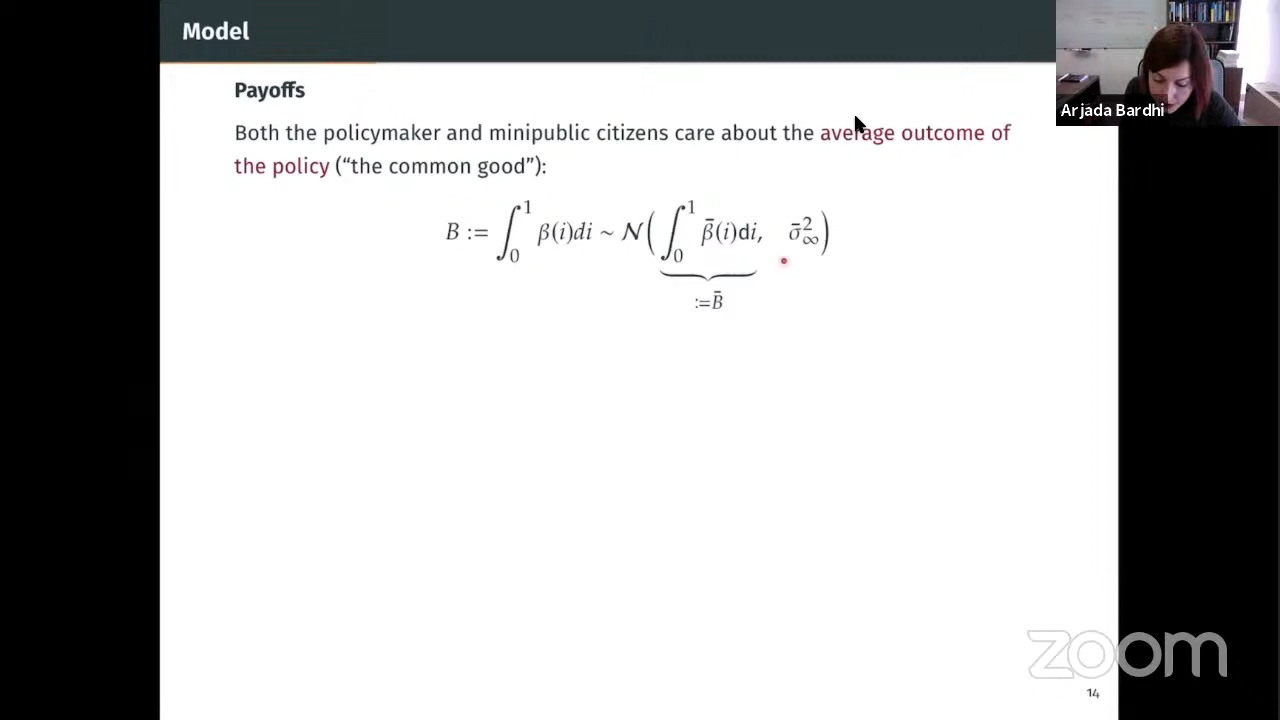 Model
Arjada Bardhi
Payoffs
Both the policymaker and minipublic citizens care about the average outcome of
the policy (“the common good”):
B := ∫₀¹ β(i)di ∼ 𝒩( ∫₀¹ β̄(i)di, σ̄²∞ )
:=B̄
zoom
14